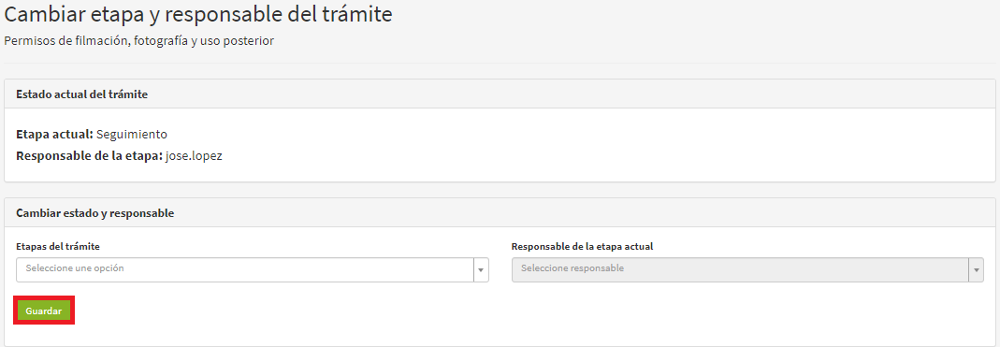 Cambiar etapa y responsable del trámite
Permisos de filmación, fotografía y uso posterior
Estado actual del trámite
Etapa actual: Seguimiento
Responsable de la etapa: jose.lopez
Cambiar estado y responsable
Etapas del trámite
Responsable de la etapa actual
Seleccione une opción
Seleccione responsable
Guardar